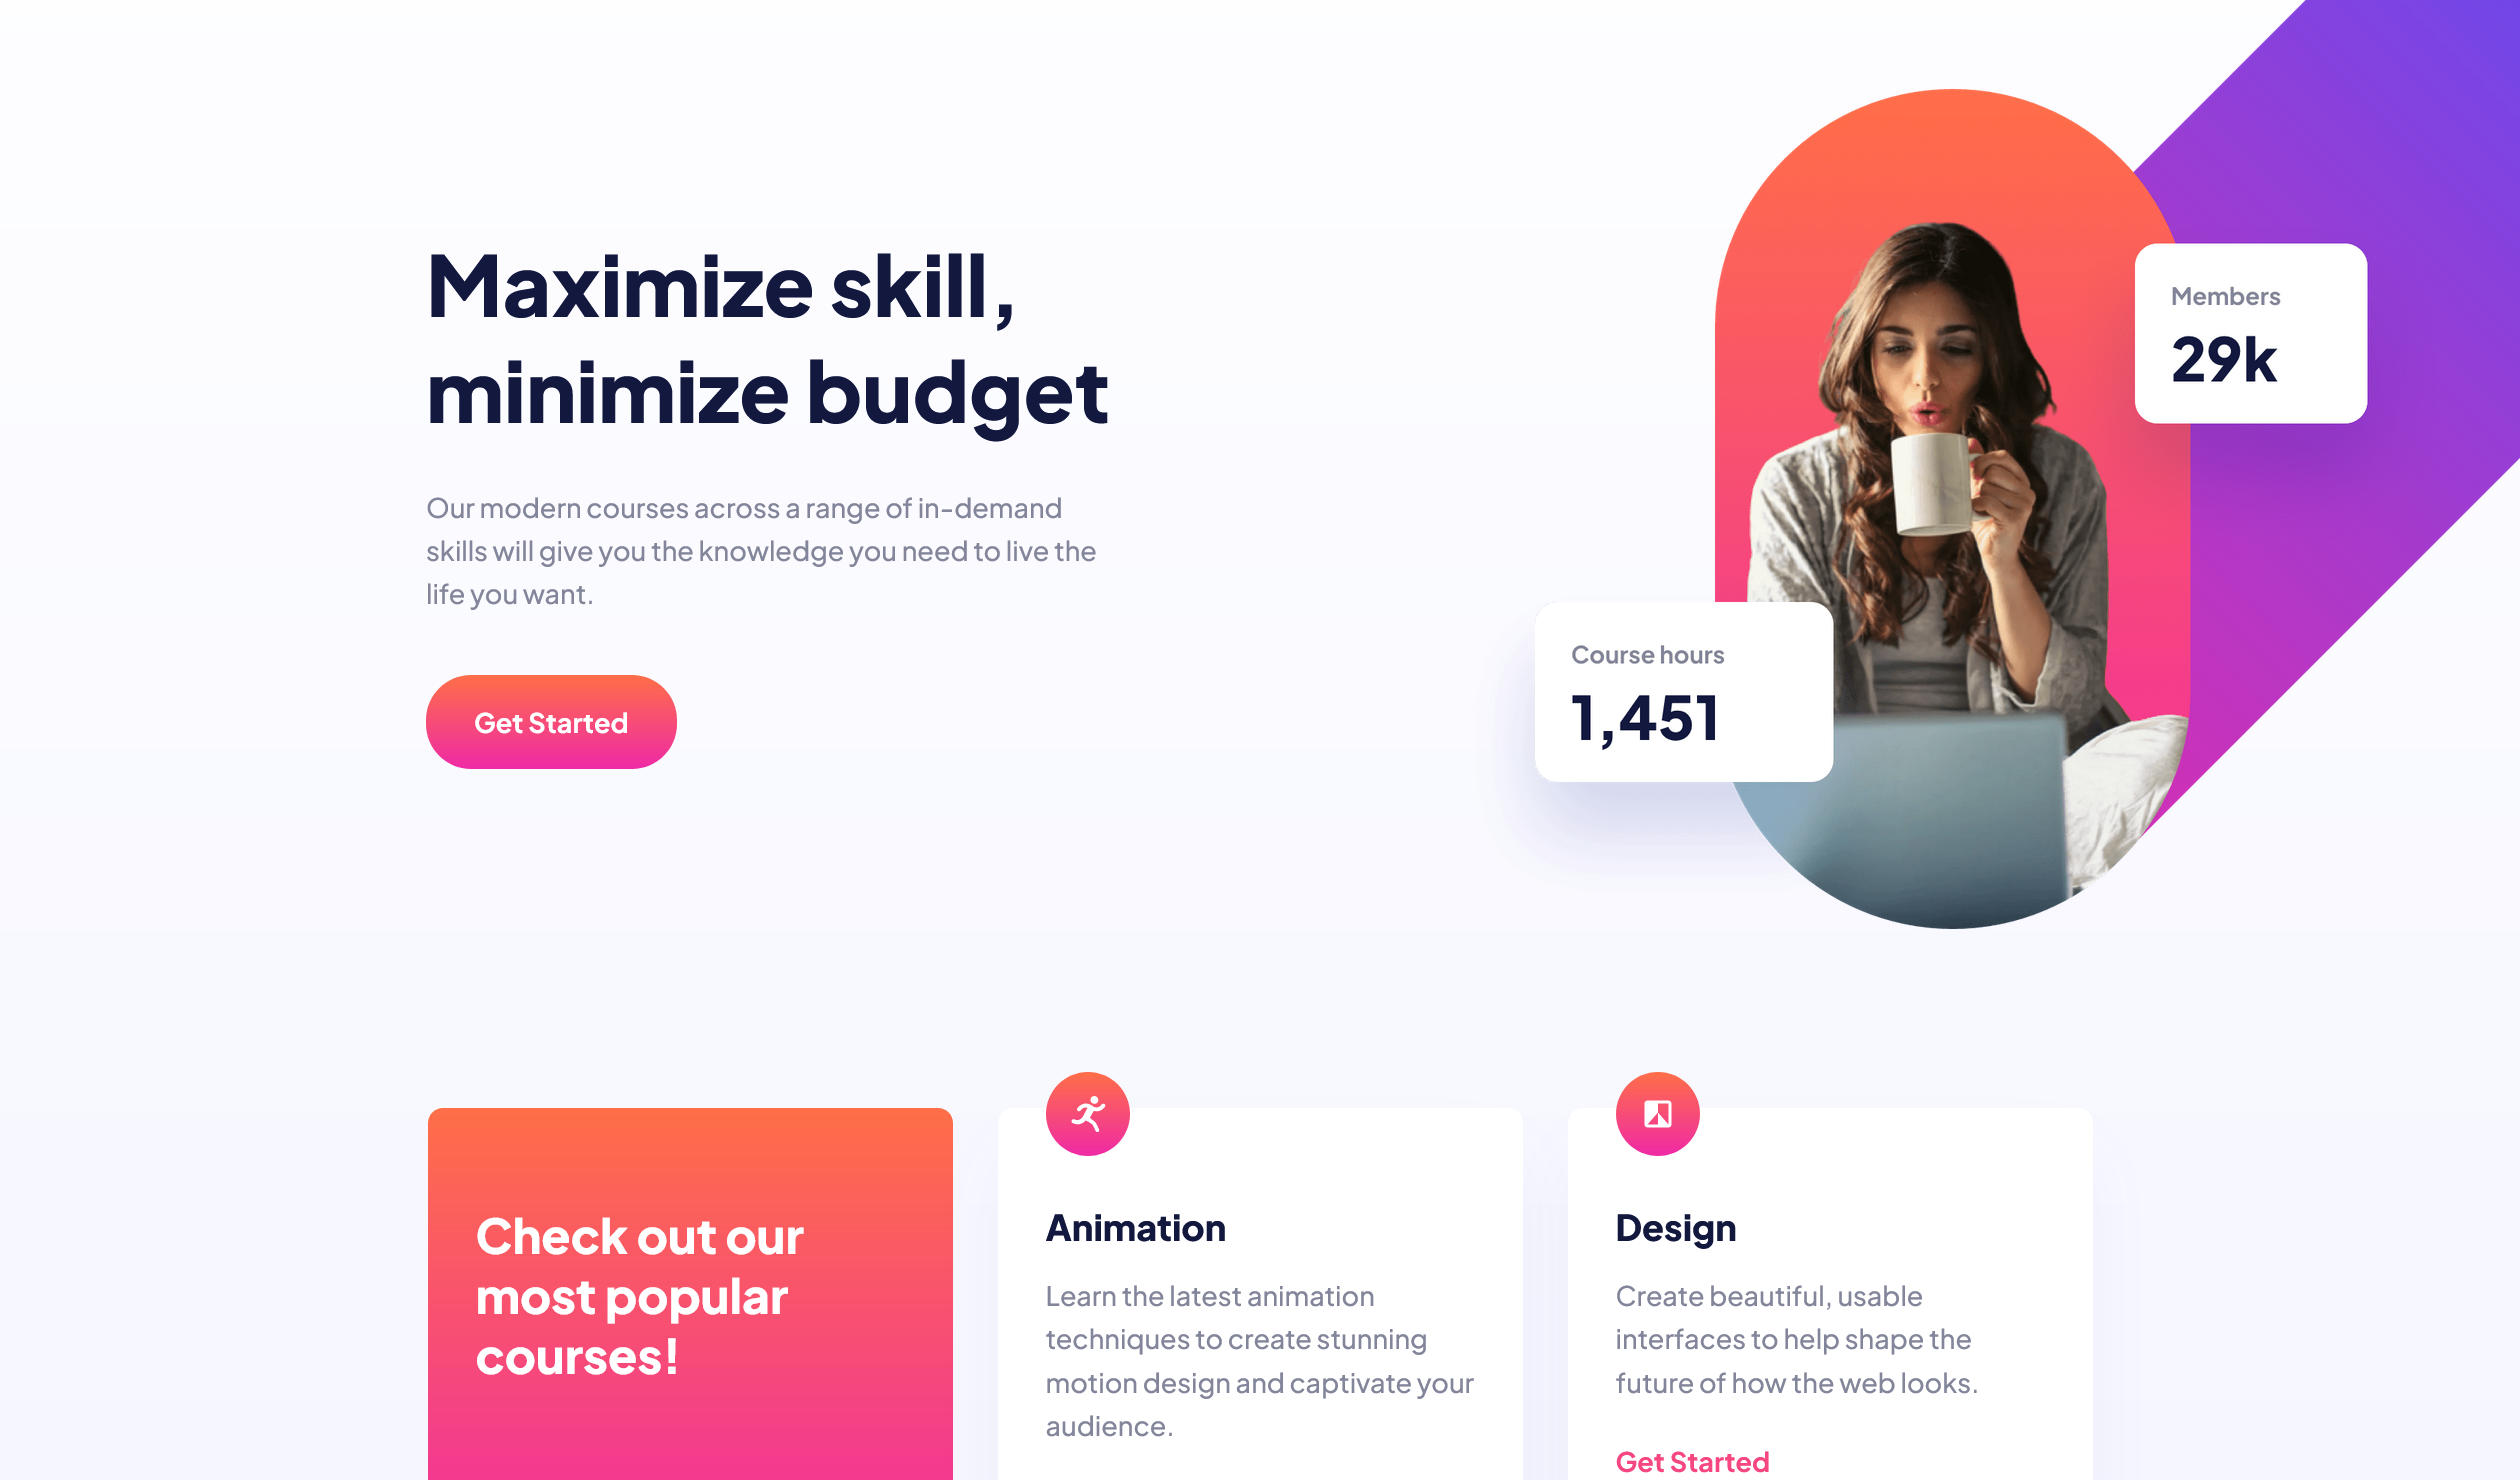 Maximize skill,
minimize budget
Our modern courses across a range of in-demand
skills will give you the knowledge you need to live the
life you want.
Get Started
Members
29k
Course hours
1,451
Check out our
most popular
courses!
Animation
Learn the latest animation
techniques to create stunning
motion design and captivate your
audience.
Design
Create beautiful, usable
interfaces to help shape the
future of how the web looks.
Get Started